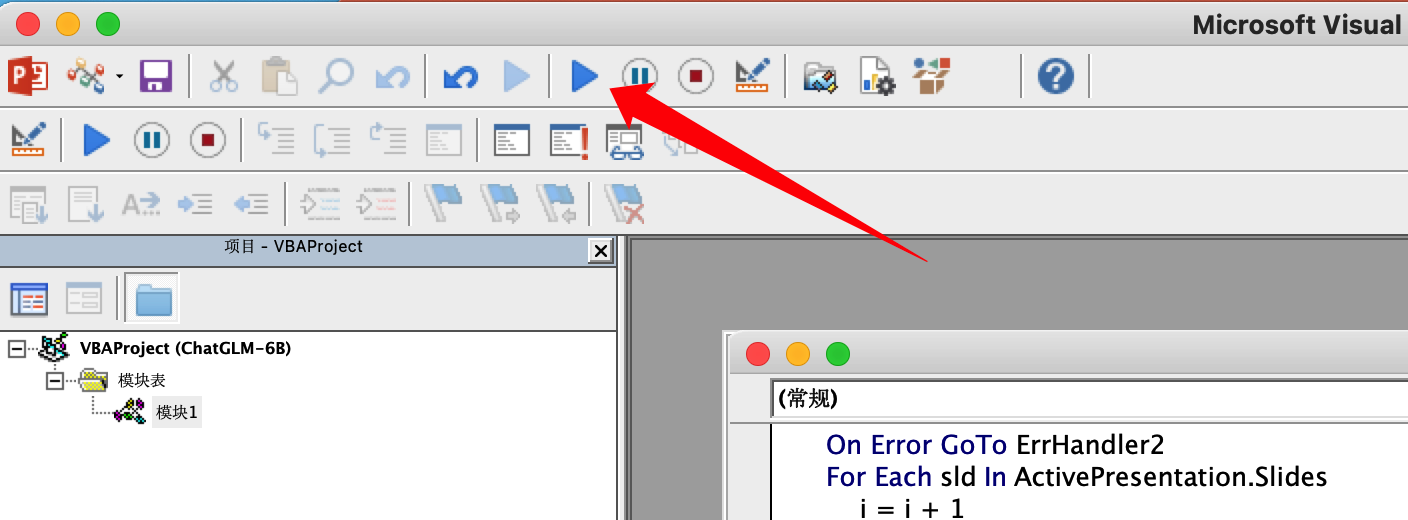 Microsoft Visual
项目 - VBAProject
VBAProject (ChatGLM-6B)
模块表
模块1
(常规)
On Error GoTo ErrHandler2
For Each sld In ActivePresentation.Slides
i = i + 1